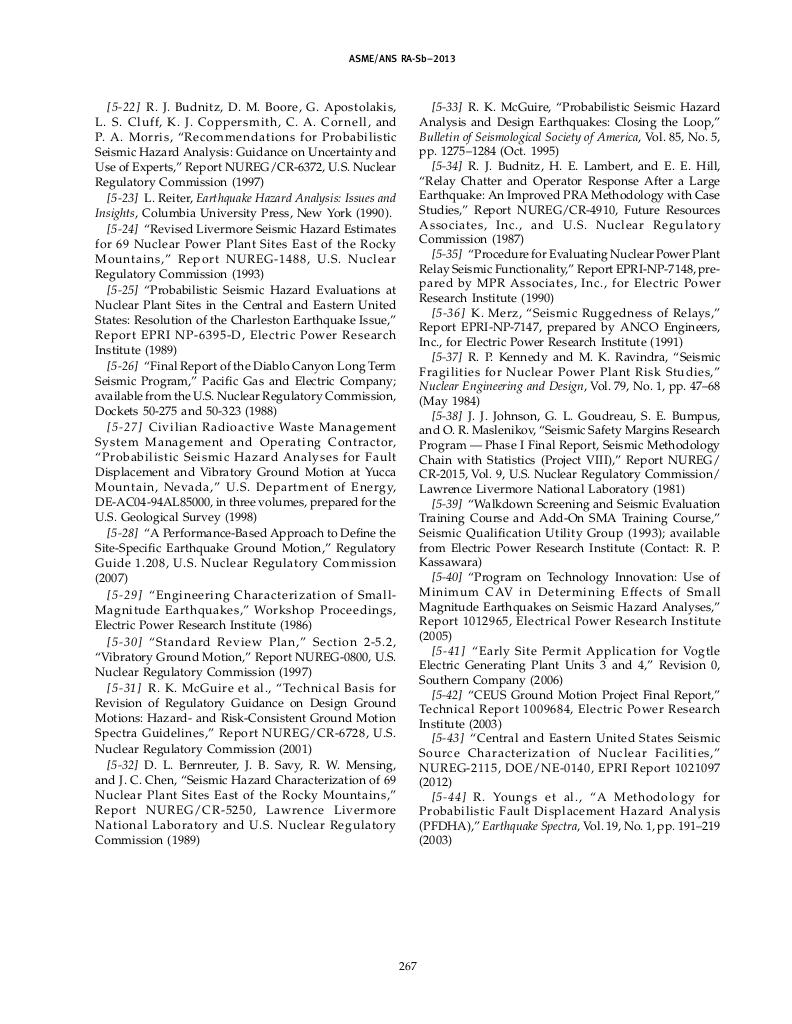 ASME/ANS RA-Sb–2013
[5-22] R. J. Budnitz, D. M. Boore, G. Apostolakis,
L. S. Cluff, K. J. Coppersmith, C. A. Cornell, and
P. A. Morris, “Recommendations for Probabilistic
Seismic Hazard Analysis: Guidance on Uncertainty and
Use of Experts,” Report NUREG/CR-6372, U.S. Nuclear
Regulatory Commission (1997)
[5-23] L. Reiter, Earthquake Hazard Analysis: Issues and
Insights, Columbia University Press, New York (1990).
[5-24] “Revised Livermore Seismic Hazard Estimates
for 69 Nuclear Power Plant Sites East of the Rocky
Mountains,” Report NUREG-1488, U.S. Nuclear
Regulatory Commission (1993)
[5-25] “Probabilistic Seismic Hazard Evaluations at
Nuclear Plant Sites in the Central and Eastern United
States: Resolution of the Charleston Earthquake Issue,”
Report EPRI NP-6395-D, Electric Power Research
Institute (1989)
[5-26] “Final Report of the Diablo Canyon Long Term
Seismic Program,” Pacific Gas and Electric Company;
available from the U.S. Nuclear Regulatory Commission,
Dockets 50-275 and 50-323 (1988)
[5-27] Civilian Radioactive Waste Management
System Management and Operating Contractor,
“Probabilistic Seismic Hazard Analyses for Fault
Displacement and Vibratory Ground Motion at Yucca
Mountain, Nevada,” U.S. Department of Energy,
DE-AC04-94AL85000, in three volumes, prepared for the
U.S. Geological Survey (1998)
[5-28] “A Performance-Based Approach to Define the
Site-Specific Earthquake Ground Motion,” Regulatory
Guide 1.208, U.S. Nuclear Regulatory Commission
(2007)
[5-29] “Engineering Characterization of Small-
Magnitude Earthquakes,” Workshop Proceedings,
Electric Power Research Institute (1986)
[5-30] “Standard Review Plan,” Section 2-5.2,
“Vibratory Ground Motion,” Report NUREG-0800, U.S.
Nuclear Regulatory Commission (1997)
[5-31] R. K. McGuire et al., “Technical Basis for
Revision of Regulatory Guidance on Design Ground
Motions: Hazard- and Risk-Consistent Ground Motion
Spectra Guidelines,” Report NUREG/CR-6728, U.S.
Nuclear Regulatory Commission (2001)
[5-32] D. L. Bernreuter, J. B. Savy, R. W. Mensing,
and J. C. Chen, “Seismic Hazard Characterization of 69
Nuclear Plant Sites East of the Rocky Mountains,”
Report NUREG/CR-5250, Lawrence Livermore
National Laboratory and U.S. Nuclear Regulatory
Commission (1989)
[5-33] R. K. McGuire, “Probabilistic Seismic Hazard
Analysis and Design Earthquakes: Closing the Loop,”
Bulletin of Seismological Society of America, Vol. 85, No. 5,
pp. 1275–1284 (Oct. 1995)
[5-34] R. J. Budnitz, H. E. Lambert, and E. E. Hill,
“Relay Chatter and Operator Response After a Large
Earthquake: An Improved PRA Methodology with Case
Studies,” Report NUREG/CR-4910, Future Resources
Associates, Inc., and U.S. Nuclear Regulatory
Commission (1987)
[5-35] “Procedure for Evaluating Nuclear Power Plant
Relay Seismic Functionality,” Report EPRI-NP-7148, pre-
pared by MPR Associates, Inc., for Electric Power
Research Institute (1990)
[5-36] K. Merz, “Seismic Ruggedness of Relays,”
Report EPRI-NP-7147, prepared by ANCO Engineers,
Inc., for Electric Power Research Institute (1991)
[5-37] R. P. Kennedy and M. K. Ravindra, “Seismic
Fragilities for Nuclear Power Plant Risk Studies,”
Nuclear Engineering and Design, Vol. 79, No. 1, pp. 47–68
(May 1984)
[5-38] J. J. Johnson, G. L. Goudreau, S. E. Bumpus,
and O. R. Maslenikov, “Seismic Safety Margins Research
Program — Phase I Final Report, Seismic Methodology
Chain with Statistics (Project VIII),” Report NUREG/
CR-2015, Vol. 9, U.S. Nuclear Regulatory Commission/
Lawrence Livermore National Laboratory (1981)
[5-39] “Walkdown Screening and Seismic Evaluation
Training Course and Add-On SMA Training Course,”
Seismic Qualification Utility Group (1993); available
from Electric Power Research Institute (Contact: R. P.
Kassawara)
[5-40] “Program on Technology Innovation: Use of
Minimum CAV in Determining Effects of Small
Magnitude Earthquakes on Seismic Hazard Analyses,”
Report 1012965, Electrical Power Research Institute
(2005)
[5-41] “Early Site Permit Application for Vogtle
Electric Generating Plant Units 3 and 4,” Revision 0,
Southern Company (2006)
[5-42] “CEUS Ground Motion Project Final Report,”
Technical Report 1009684, Electric Power Research
Institute (2003)
[5-43] “Central and Eastern United States Seismic
Source Characterization of Nuclear Facilities,”
NUREG-2115, DOE/NE-0140, EPRI Report 1021097
(2012)
[5-44] R. Youngs et al., “A Methodology for
Probabilistic Fault Displacement Hazard Analysis
(PFDHA),” Earthquake Spectra, Vol. 19, No. 1, pp. 191–219
(2003)
267